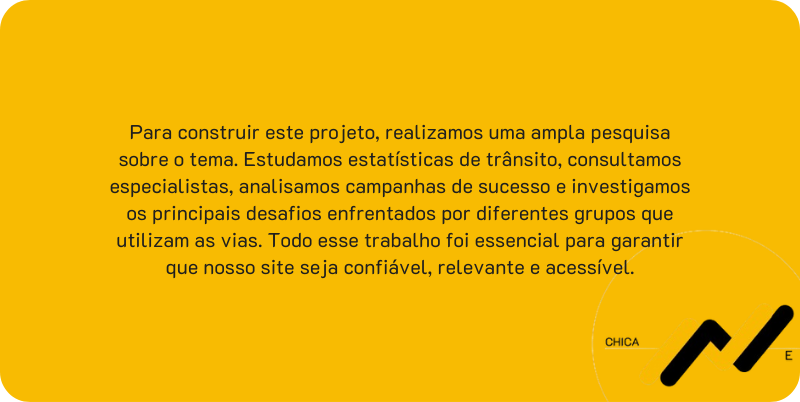 Para construir este projeto, realizamos uma ampla pesquisa
sobre o tema. Estudamos estatísticas de trânsito, consultamos
especialistas, analisamos campanhas de sucesso e investigamos
os principais desafios enfrentados por diferentes grupos que
utilizam as vias. Todo esse trabalho foi essencial para garantir
que nosso site seja confiável, relevante e acessível.
CHICA
E